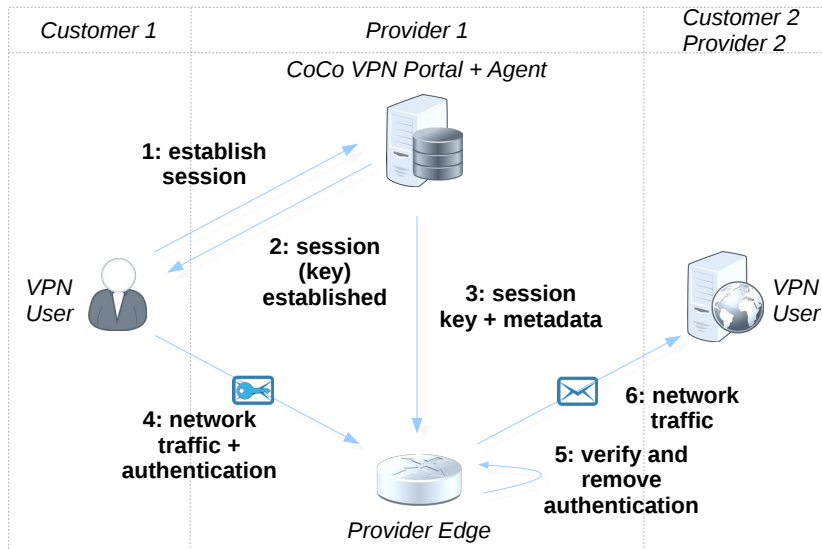 Customer 1
Provider 1
Customer 2
Provider 2
CoCo VPN Portal + Agent
1: establish
session
2: session
(key)
established
VPN
User
3: session
key + metadata
VPN
User
4: network
traffic +
authentication
6: network
traffic
5: verify and
remove
authentication
Provider Edge